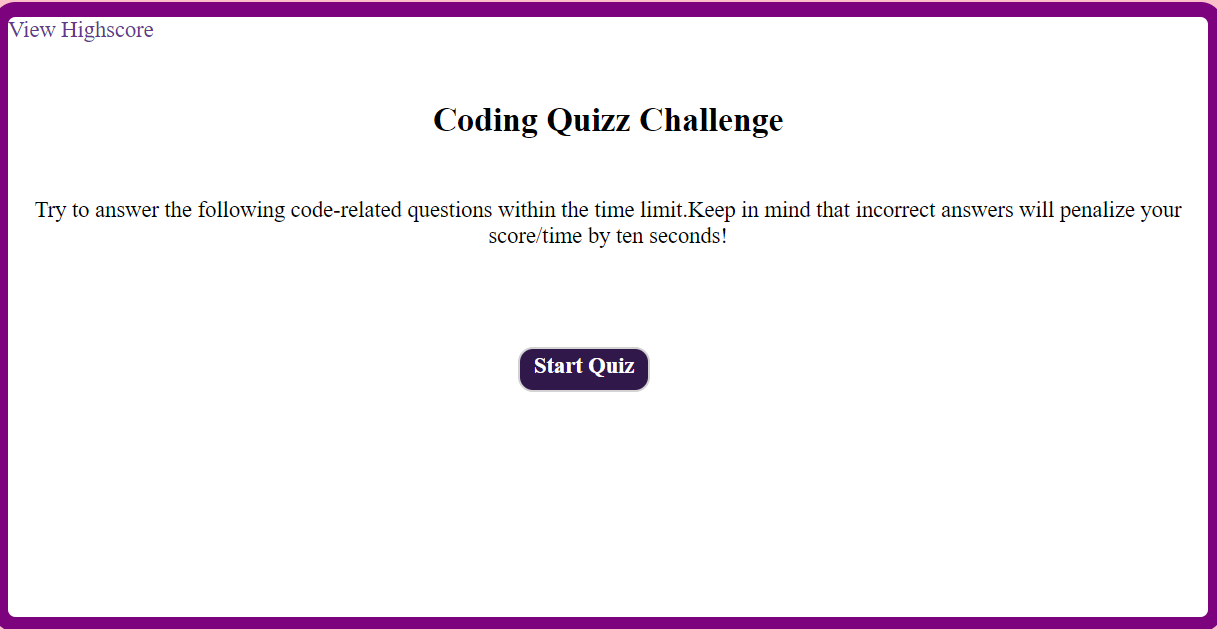 View Highscore
Coding Quizz Challenge
Try to answer the following code-related questions within the time limit.Keep in mind that incorrect answers will penalize your
score/time by ten seconds!
Start Quiz